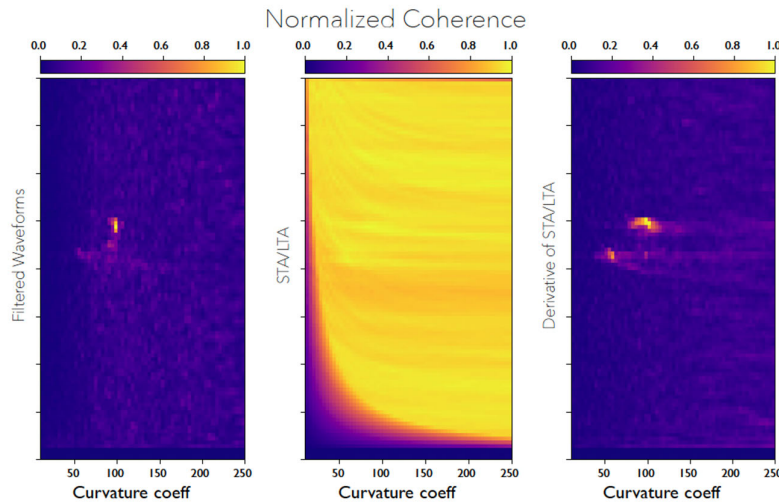 Normalized Coherence
0.0 0.2 0.4 0.6 0.8 1.0
0.0 0.2 0.4 0.6 0.8 1.0
0.0 0.2 0.4 0.6 0.8 1.0
Filtered Waveforms
STA/LTA
Derivative of STA/LTA
50 100 150 200 250
50 100 150 200 250
50 100 150 200 250
Curvature coeff
Curvature coeff
Curvature coeff